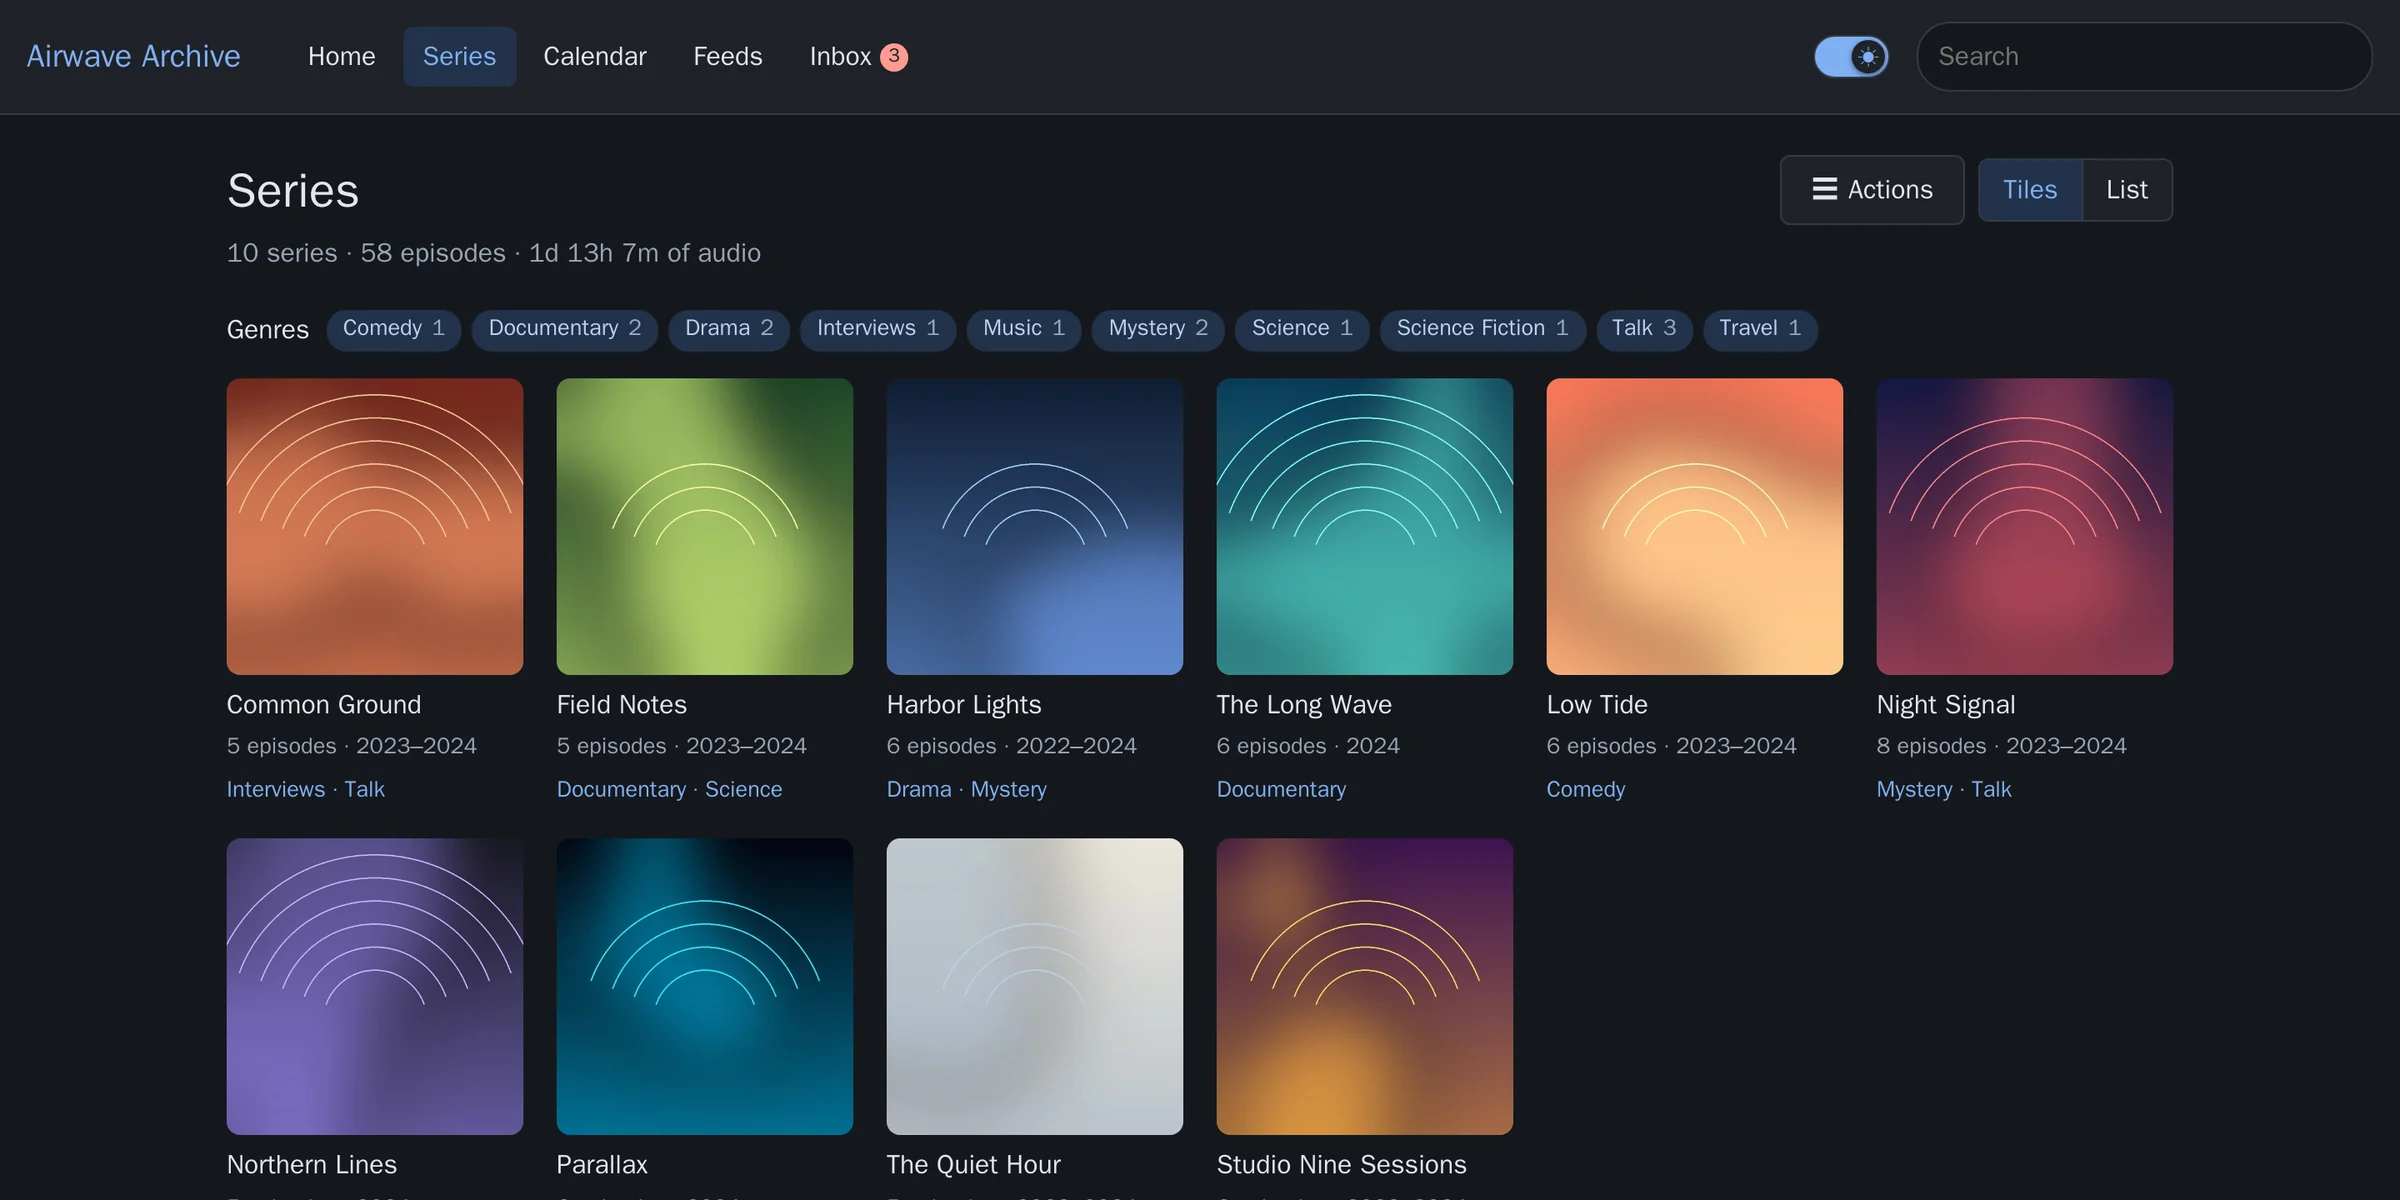 Airwave Archive Home Series Calendar Feeds Inbox 3 Search
Series
Actions Tiles List
10 series · 58 episodes · 1d 13h 7m of audio
Genres Comedy 1 Documentary 2 Drama 2 Interviews 1 Music 1 Mystery 2 Science 1 Science Fiction 1 Talk 3 Travel 1
Common Ground
5 episodes · 2023–2024
Interviews · Talk
Field Notes
5 episodes · 2023–2024
Documentary · Science
Harbor Lights
6 episodes · 2022–2024
Drama · Mystery
The Long Wave
6 episodes · 2024
Documentary
Low Tide
6 episodes · 2023–2024
Comedy
Night Signal
8 episodes · 2023–2024
Mystery · Talk
Northern Lines
Parallax
The Quiet Hour
Studio Nine Sessions